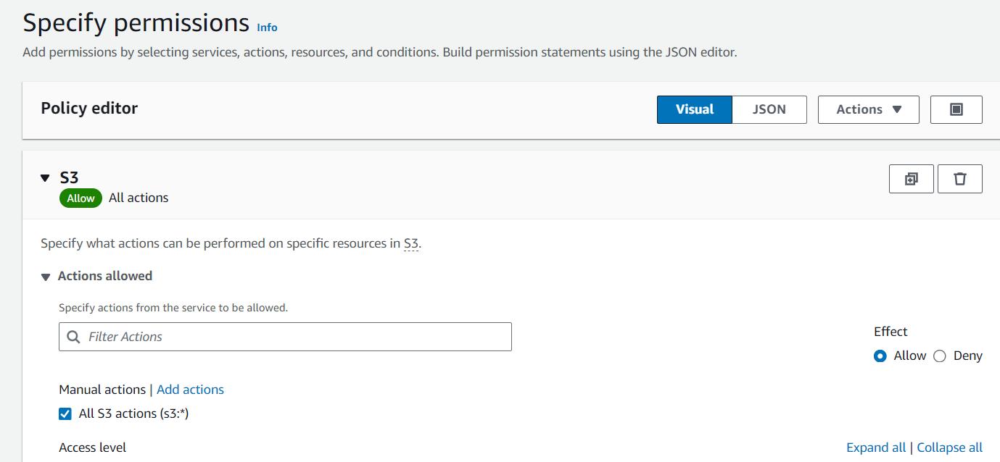 Specify permissions Info
Add permissions by selecting services, actions, resources, and conditions. Build permission statements using the JSON editor.
Policy editor
Visual
JSON
Actions
S3
Allow All actions
Specify what actions can be performed on specific resources in S3.
Actions allowed
Specify actions from the service to be allowed.
Filter Actions
Effect
Allow
Deny
Manual actions | Add actions
All S3 actions (s3:*)
Access level
Expand all | Collapse all